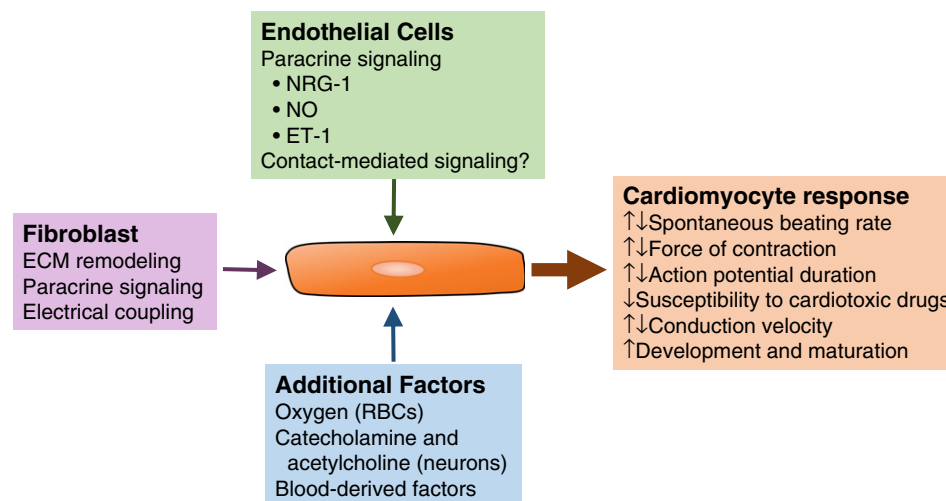 Endothelial Cells
Paracrine signaling
• NRG-1
• NO
• ET-1
Contact-mediated signaling?
Fibroblast
ECM remodeling
Paracrine signaling
Electrical coupling
Cardiomyocyte response
↑↓Spontaneous beating rate
↑↓Force of contraction
↑↓Action potential duration
↓Susceptibility to cardiotoxic drugs
↑↓Conduction velocity
↑Development and maturation
Additional Factors
Oxygen (RBCs)
Catecholamine and
acetylcholine (neurons)
Blood-derived factors